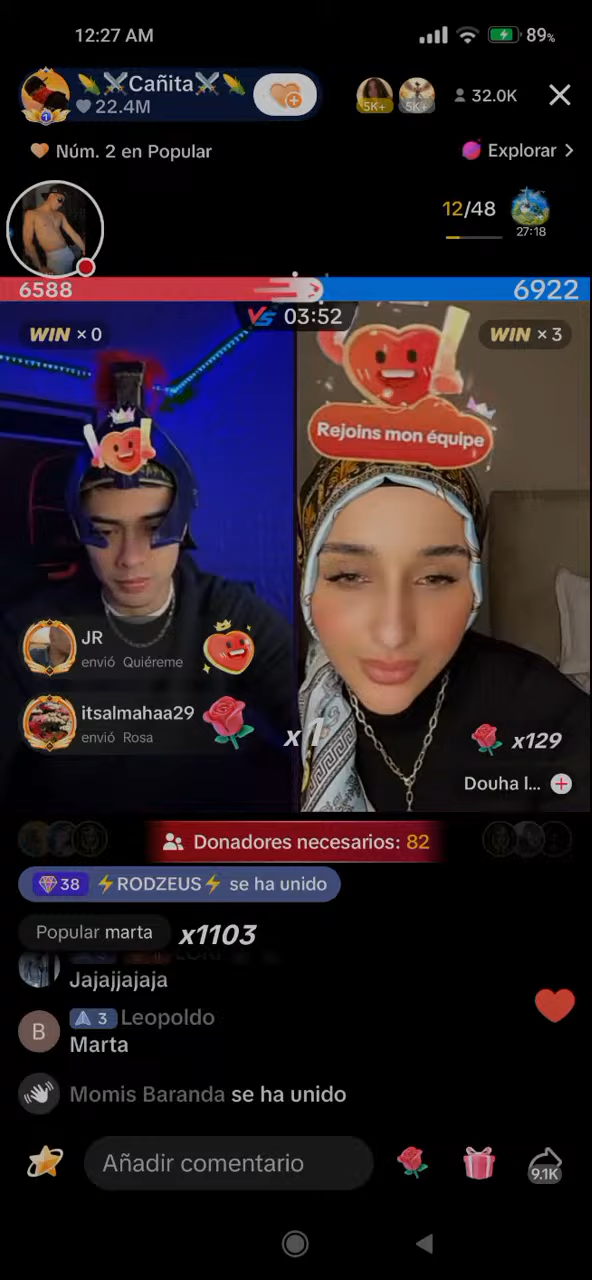 12:27 AM
89%
🌽⚔️Cañita⚔️🌽
22.4M
1
5K+
5K+
32.0K
Núm. 2 en Popular
Explorar
12/48
27:18
6588
6922
WIN × 0
VS 03:52
WIN × 3
Rejoins mon équipe
JR
envió Quiéreme
itsalmahaa29
envió Rosa
x1
x129
Douha l...
Donadores necesarios: 82
38 ⚡RODZEUS⚡ se ha unido
Popular marta x1103
Jajajjajaja
B
3 Leopoldo
Marta
Momis Baranda se ha unido
Añadir comentario
9.1K